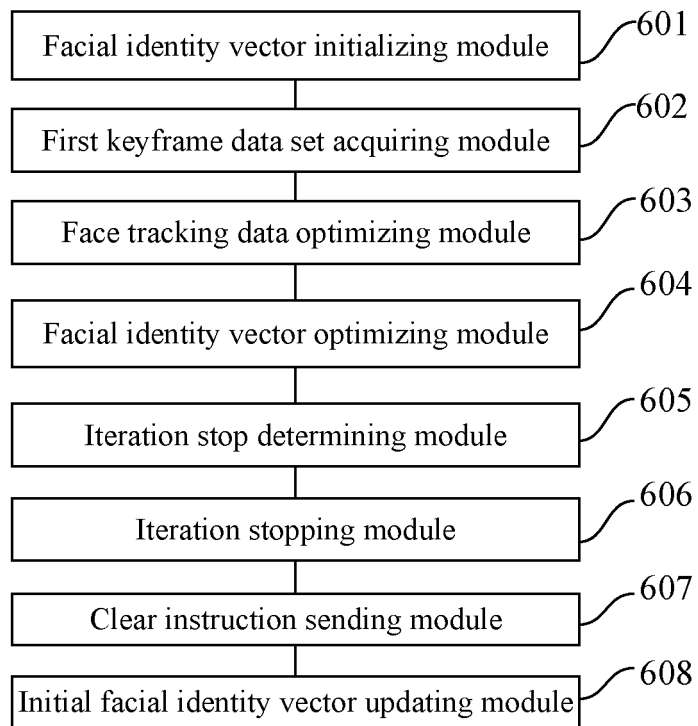 Facial identity vector initializing module
601
First keyframe data set acquiring module
602
Face tracking data optimizing module
603
Facial identity vector optimizing module
604
Iteration stop determining module
605
Iteration stopping module
606
Clear instruction sending module
607
Initial facial identity vector updating module
608